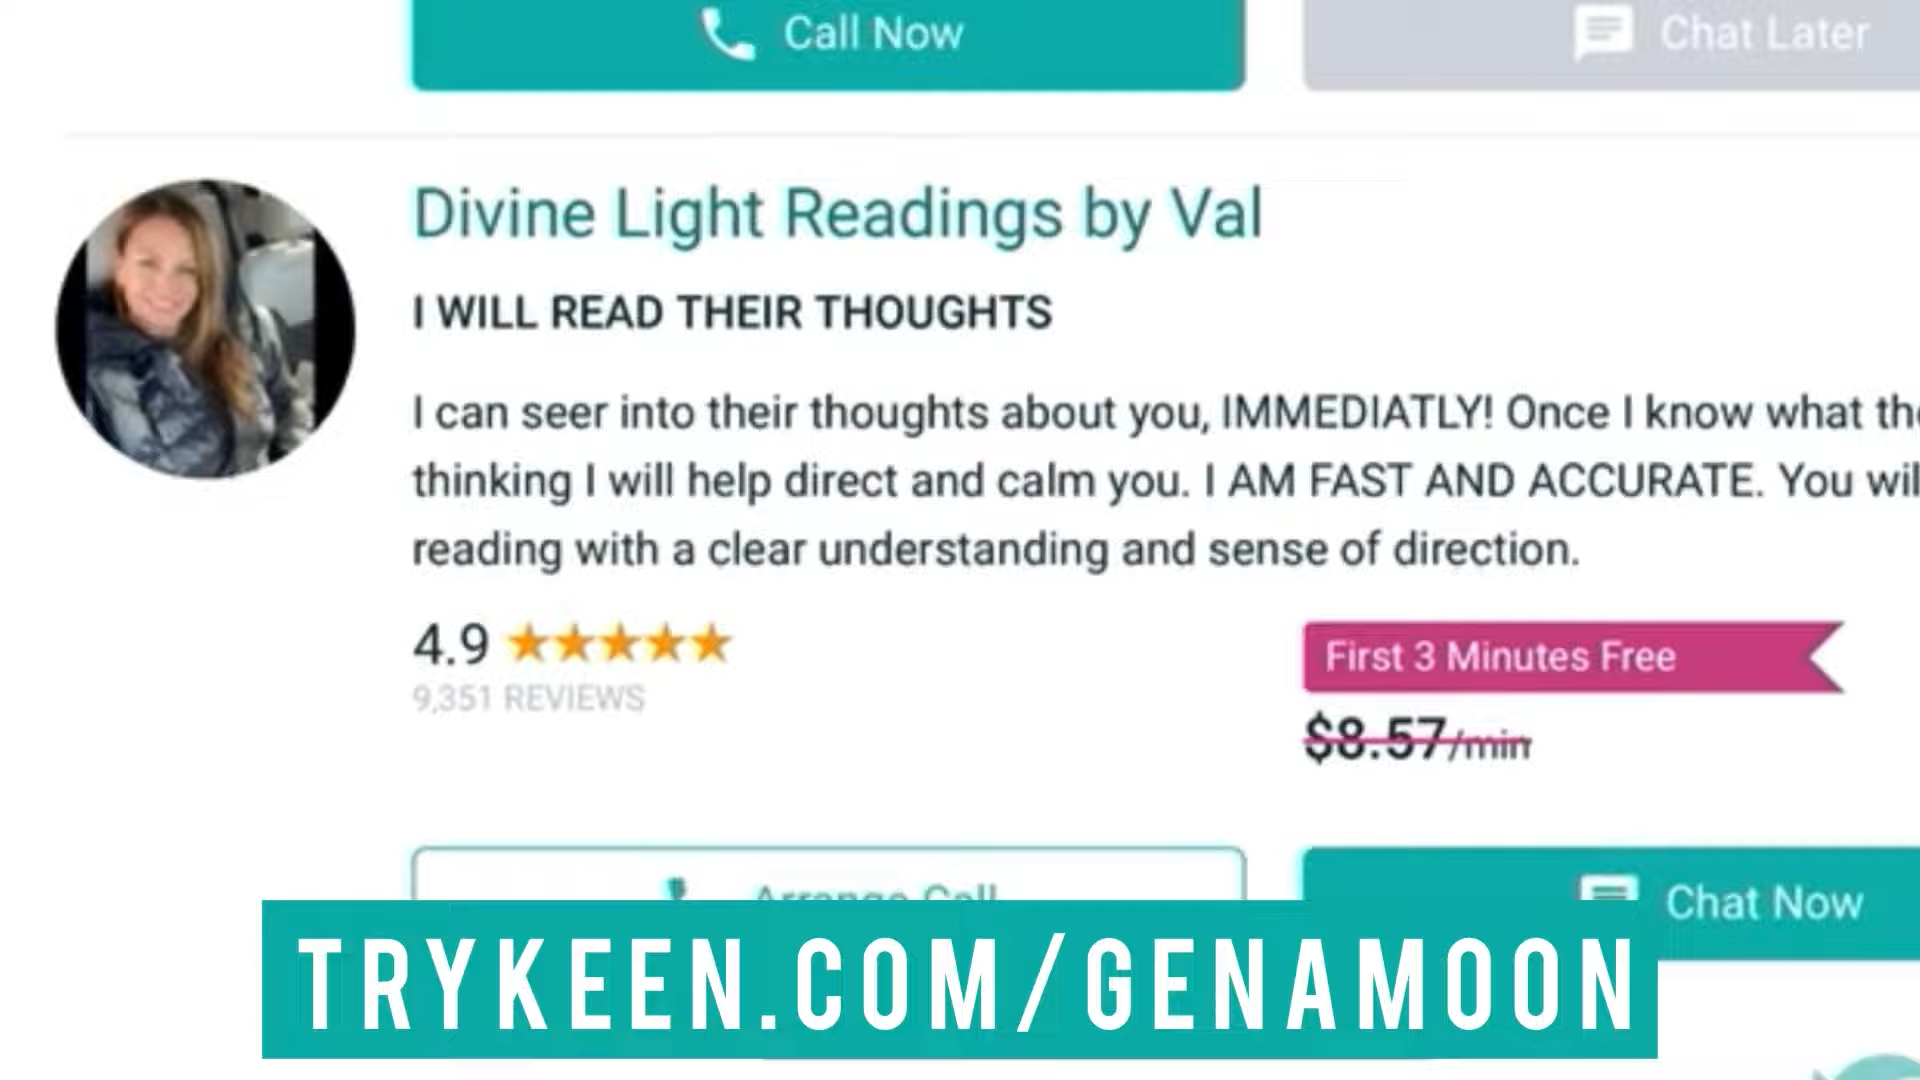 Call Now
Chat Later
Divine Light Readings by Val
I WILL READ THEIR THOUGHTS
I can seer into their thoughts about you, IMMEDIATLY! Once I know what the
thinking I will help direct and calm you. I AM FAST AND ACCURATE. You wil
reading with a clear understanding and sense of direction.
4.9
First 3 Minutes Free
9,351 REVIEWS
$8.57/min
Arrange Call
Chat Now
TRYKEEN.COM/GENAMOON